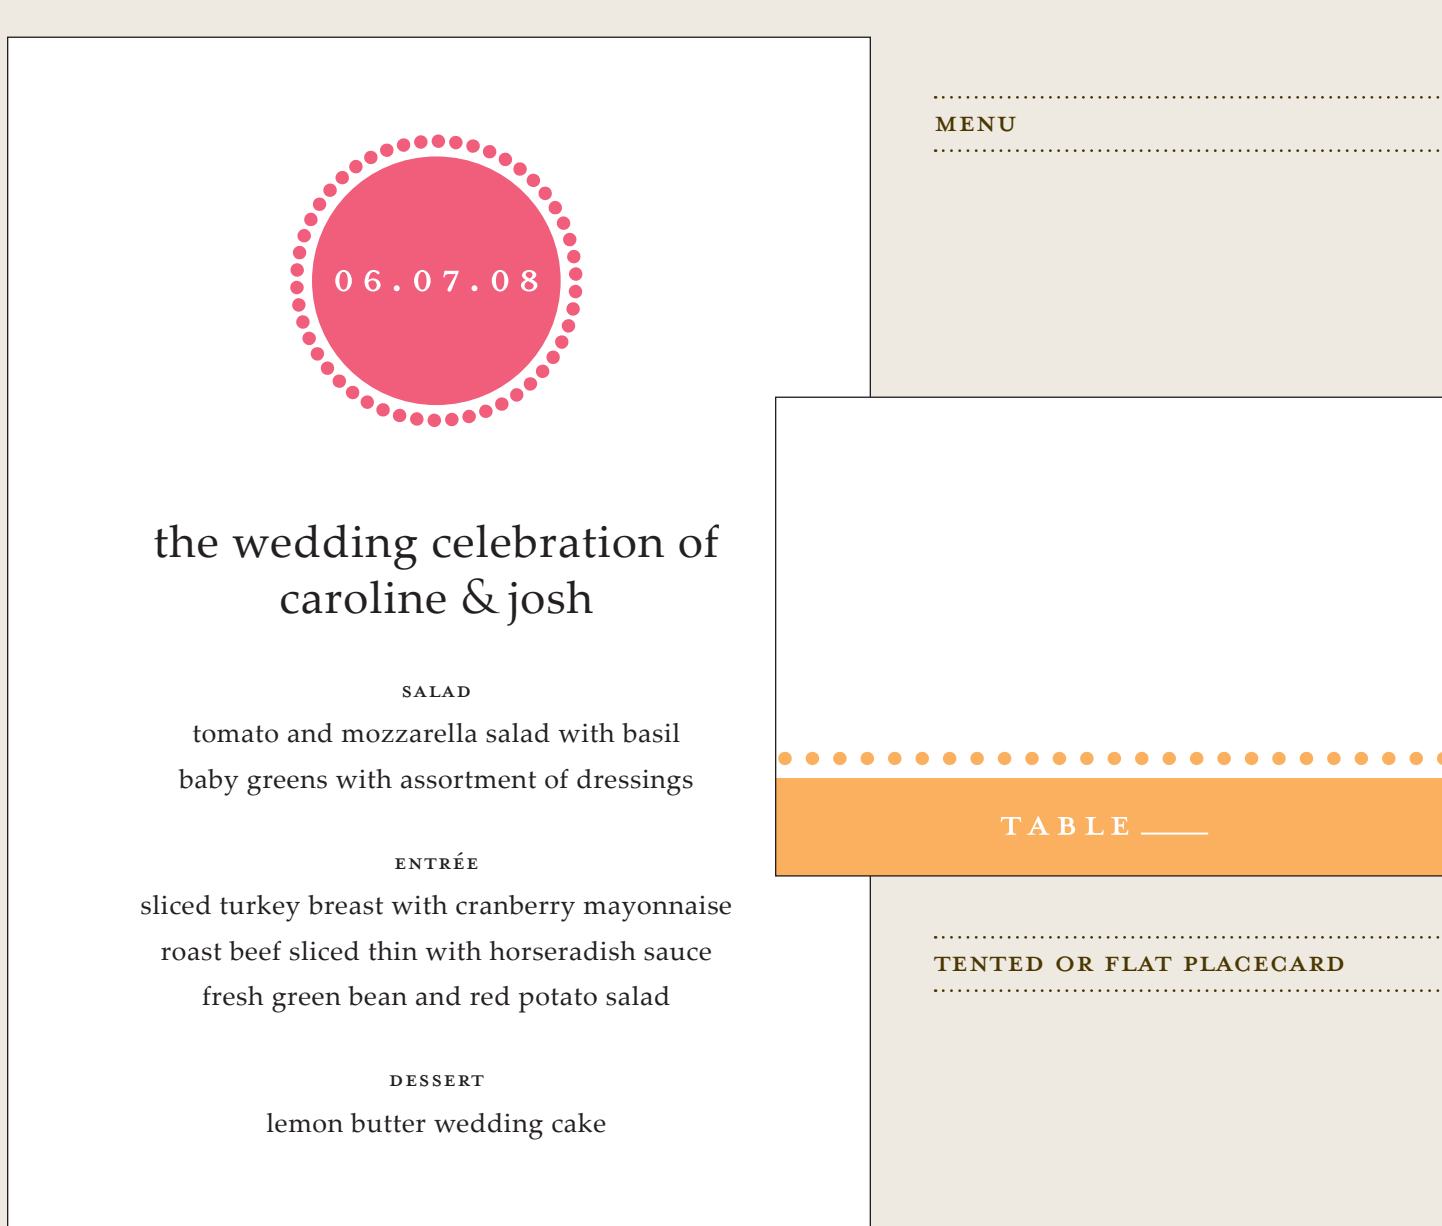 06.07.08
the wedding celebration of
caroline & josh
SALAD
tomato and mozzarella salad with basil
baby greens with assortment of dressings
ENTRÉE
sliced turkey breast with cranberry mayonnaise
roast beef sliced thin with horseradish sauce
fresh green bean and red potato salad
DESSERT
lemon butter wedding cake
MENU
TABLE
TENTED OR FLAT PLACECARD